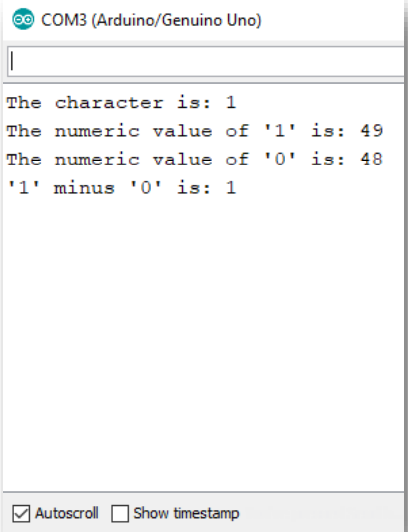 COM3 (Arduino/Genuino Uno)
The character is: 1
The numeric value of '1' is: 49
The numeric value of '0' is: 48
'1' minus '0' is: 1
Autoscroll Show timestamp